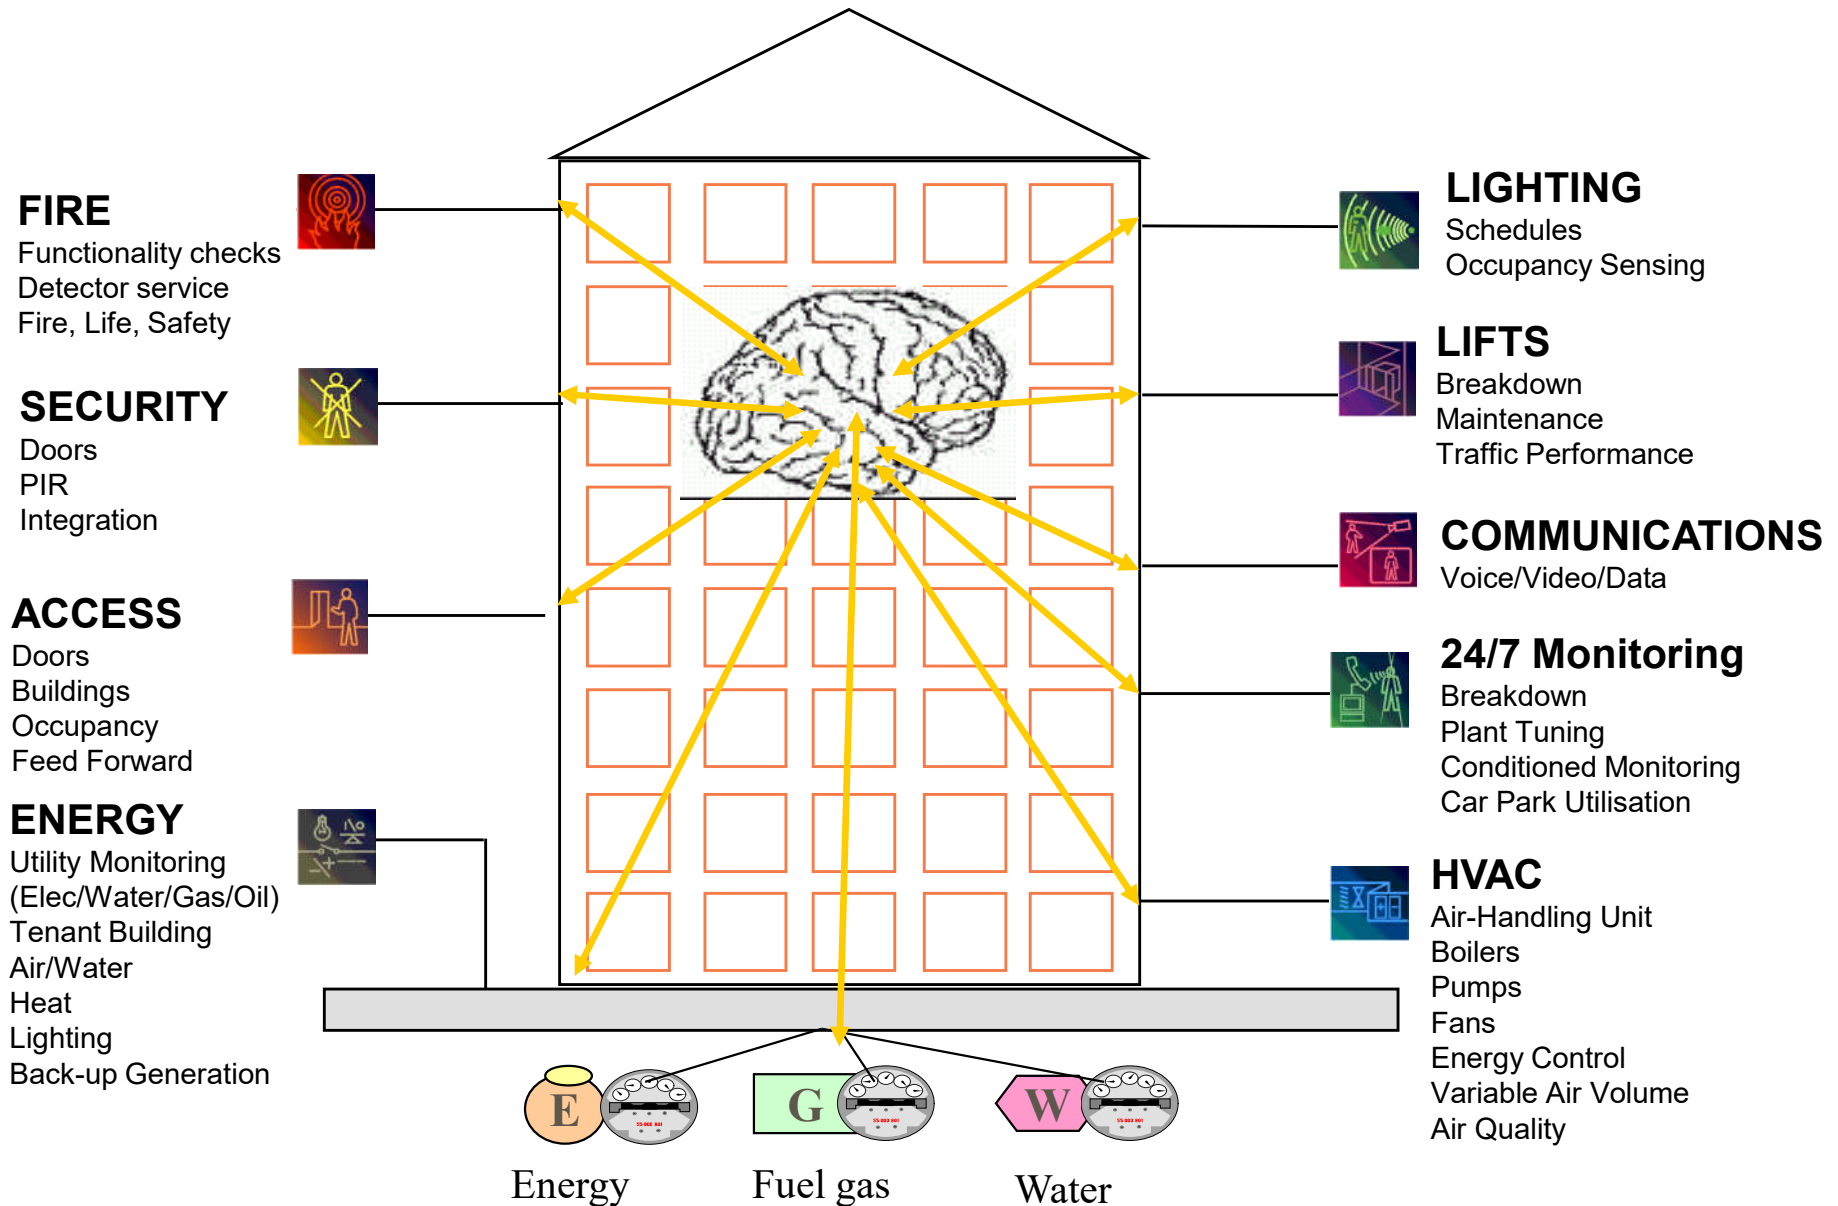 FIRE
Functionality checks
Detector service
Fire, Life, Safety
SECURITY
Doors
PIR
Integration
ACCESS
Doors
Buildings
Occupancy
Feed Forward
ENERGY
Utility Monitoring
(Elec/Water/Gas/Oil)
Tenant Building
Air/Water
Heat
Lighting
Back-up Generation
LIGHTING
Schedules
Occupancy Sensing
LIFTS
Breakdown
Maintenance
Traffic Performance
COMMUNICATIONS
Voice/Video/Data
24/7 Monitoring
Breakdown
Plant Tuning
Conditioned Monitoring
Car Park Utilisation
HVAC
Air-Handling Unit
Boilers
Pumps
Fans
Energy Control
Variable Air Volume
Air Quality
E
G
W
Energy
Fuel gas
Water